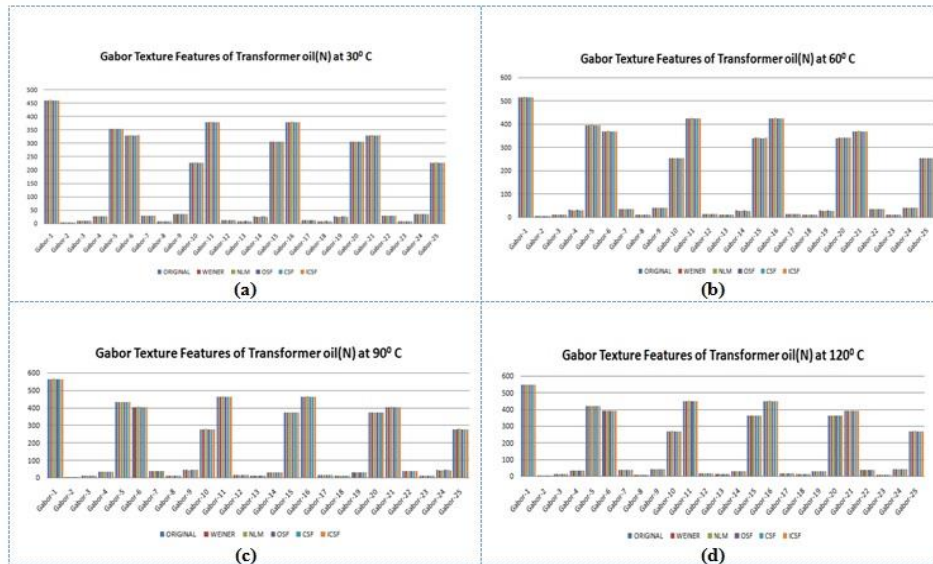 Gabor Texture Features of Transformer oil(N) at 30⁰ C
500
450
400
350
300
250
200
150
100
50
0
Gabor-1 Gabor-2 Gabor-3 Gabor-4 Gabor-5 Gabor-6 Gabor-7 Gabor-8 Gabor-9 Gabor-10 Gabor-11 Gabor-12 Gabor-13 Gabor-14 Gabor-15 Gabor-16 Gabor-17 Gabor-18 Gabor-19 Gabor-20 Gabor-21 Gabor-22 Gabor-23 Gabor-24 Gabor-25
ORIGINAL WEINER NLM OSF CSF ICSF
(a)
Gabor Texture Features of Transformer oil(N) at 60⁰ C
600
500
400
300
200
100
0
Gabor-1 Gabor-2 Gabor-3 Gabor-4 Gabor-5 Gabor-6 Gabor-7 Gabor-8 Gabor-9 Gabor-10 Gabor-11 Gabor-12 Gabor-13 Gabor-14 Gabor-15 Gabor-16 Gabor-17 Gabor-18 Gabor-19 Gabor-20 Gabor-21 Gabor-22 Gabor-23 Gabor-24 Gabor-25
ORIGINAL WEINER NLM OSF CSF ICSF
(b)
Gabor Texture Features of Transformer oil(N) at 90⁰ C
600
500
400
300
200
100
0
Gabor-1 Gabor-2 Gabor-3 Gabor-4 Gabor-5 Gabor-6 Gabor-7 Gabor-8 Gabor-9 Gabor-10 Gabor-11 Gabor-12 Gabor-13 Gabor-14 Gabor-15 Gabor-16 Gabor-17 Gabor-18 Gabor-19 Gabor-20 Gabor-21 Gabor-22 Gabor-23 Gabor-24 Gabor-25
ORIGINAL WEINER NLM OSF CSF ICSF
(c)
Gabor Texture Features of Transformer oil(N) at 120⁰ C
600
500
400
300
200
100
0
Gabor-1 Gabor-2 Gabor-3 Gabor-4 Gabor-5 Gabor-6 Gabor-7 Gabor-8 Gabor-9 Gabor-10 Gabor-11 Gabor-12 Gabor-13 Gabor-14 Gabor-15 Gabor-16 Gabor-17 Gabor-18 Gabor-19 Gabor-20 Gabor-21 Gabor-22 Gabor-23 Gabor-24 Gabor-25
ORIGINAL WEINER NLM OSF CSF ICSF
(d)